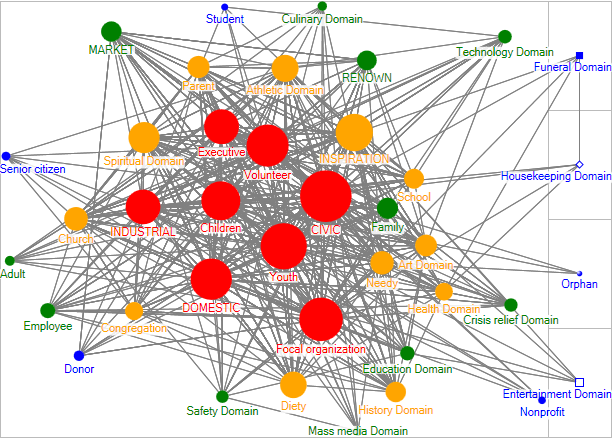 Student
Culinary Domain
MARKET
Technology Domain
Funeral Domain
RENOWN
Parent
Athletic Domain
Executive
INSPIRATION
Spiritual Domain
Senior citizen
Volunteer
Housekeeping Domain
School
INDUSTRIAL
Children
CIVIC
Family
Church
Art Domain
Adult
Youth
Needy
Orphan
DOMESTIC
Health Domain
Crisis relief Domain
Employee
Congregation
Focal organization
Donor
Education Domain
Entertainment Domain
Safety Domain
Diety
History Domain
Nonprofit
Mass media Domain